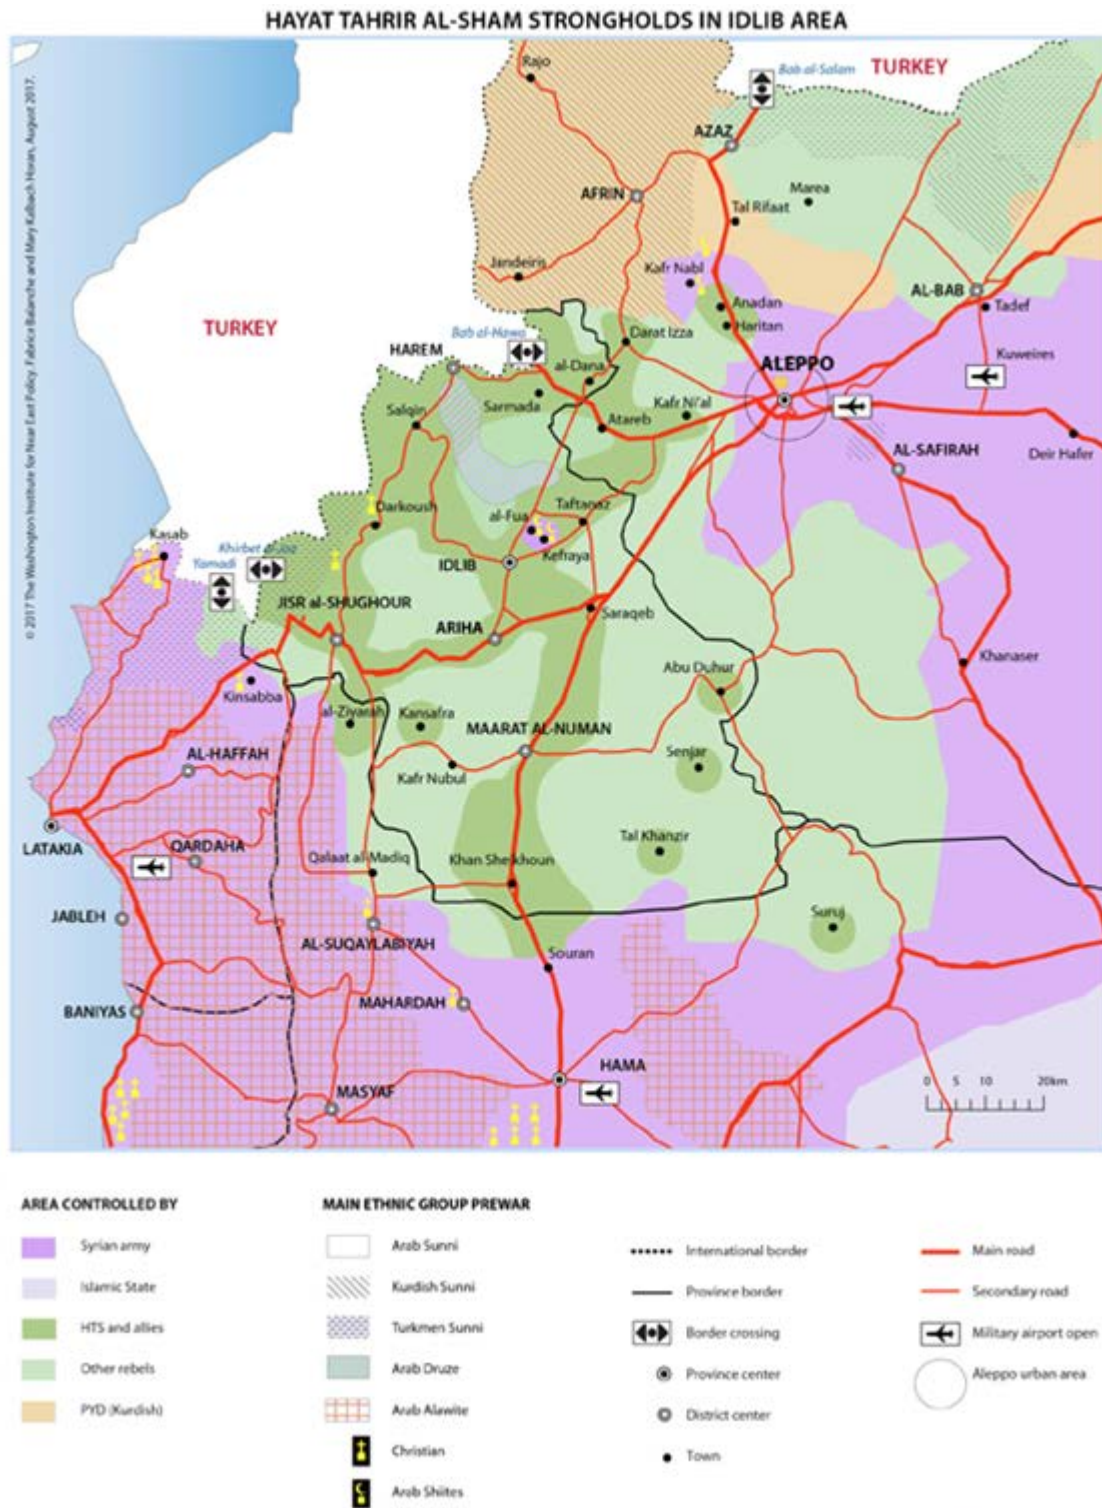 HAYAT TAHRIR AL-SHAM STRONGHOLDS IN IDLIB AREA
© 2017 The Washington Institute for Near East Policy. Fabrice Balanche and Mary Kalbach Horan, August 2017.
Rajo
Bab al-Salam
TURKEY
AZAZ
AFRIN
Marea
Tal Rifaat
Jandeiris
Kafr Nabl
AL-BAB
Anadan
Tadef
TURKEY
Bab al-Hawa
Haritan
HAREM
Darat Izza
ALEPPO
Kuweires
al-Dana
Sarmada
Salqin
Kafr Ni'al
Atareb
AL-SAFIRAH
Deir Hafer
Darkoush
Taftanaz
al-Fua
Kasab
Khirbet al-Joz
Kefraya
Yamadi
IDLIB
JISR al-SHUGHOUR
Saraqeb
ARIHA
Khanaser
Abu Duhur
Kinsabba
al-Ziyarah
Kansafra
MAARAT AL-NUMAN
AL-HAFFAH
Senjar
Kafr Nubul
LATAKIA
QARDAHA
Tal Khanzir
Qalaat al-Madiq
Khan Sheikhoun
JABLEH
Suruj
AL-SUQAYLABIYAH
Souran
MAHARDAH
BANIYAS
HAMA
MASYAF
0 5 10 20km
AREA CONTROLLED BY
Syrian army
Islamic State
HTS and allies
Other rebels
PYD (Kurdish)
MAIN ETHNIC GROUP PREWAR
Arab Sunni
Kurdish Sunni
Turkmen Sunni
Arab Druze
Arab Alawite
Christian
Arab Shiites
International border
Province border
Border crossing
Province center
District center
Town
Main road
Secondary road
Military airport open
Aleppo urban area